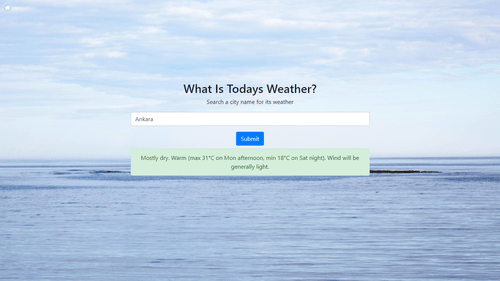 What Is Todays Weather?
Search a city name for its weather
Ankara
Submit
Mostly dry. Warm (max 31°C on Mon afternoon, min 18°C on Sat night). Wind will be
generally light.